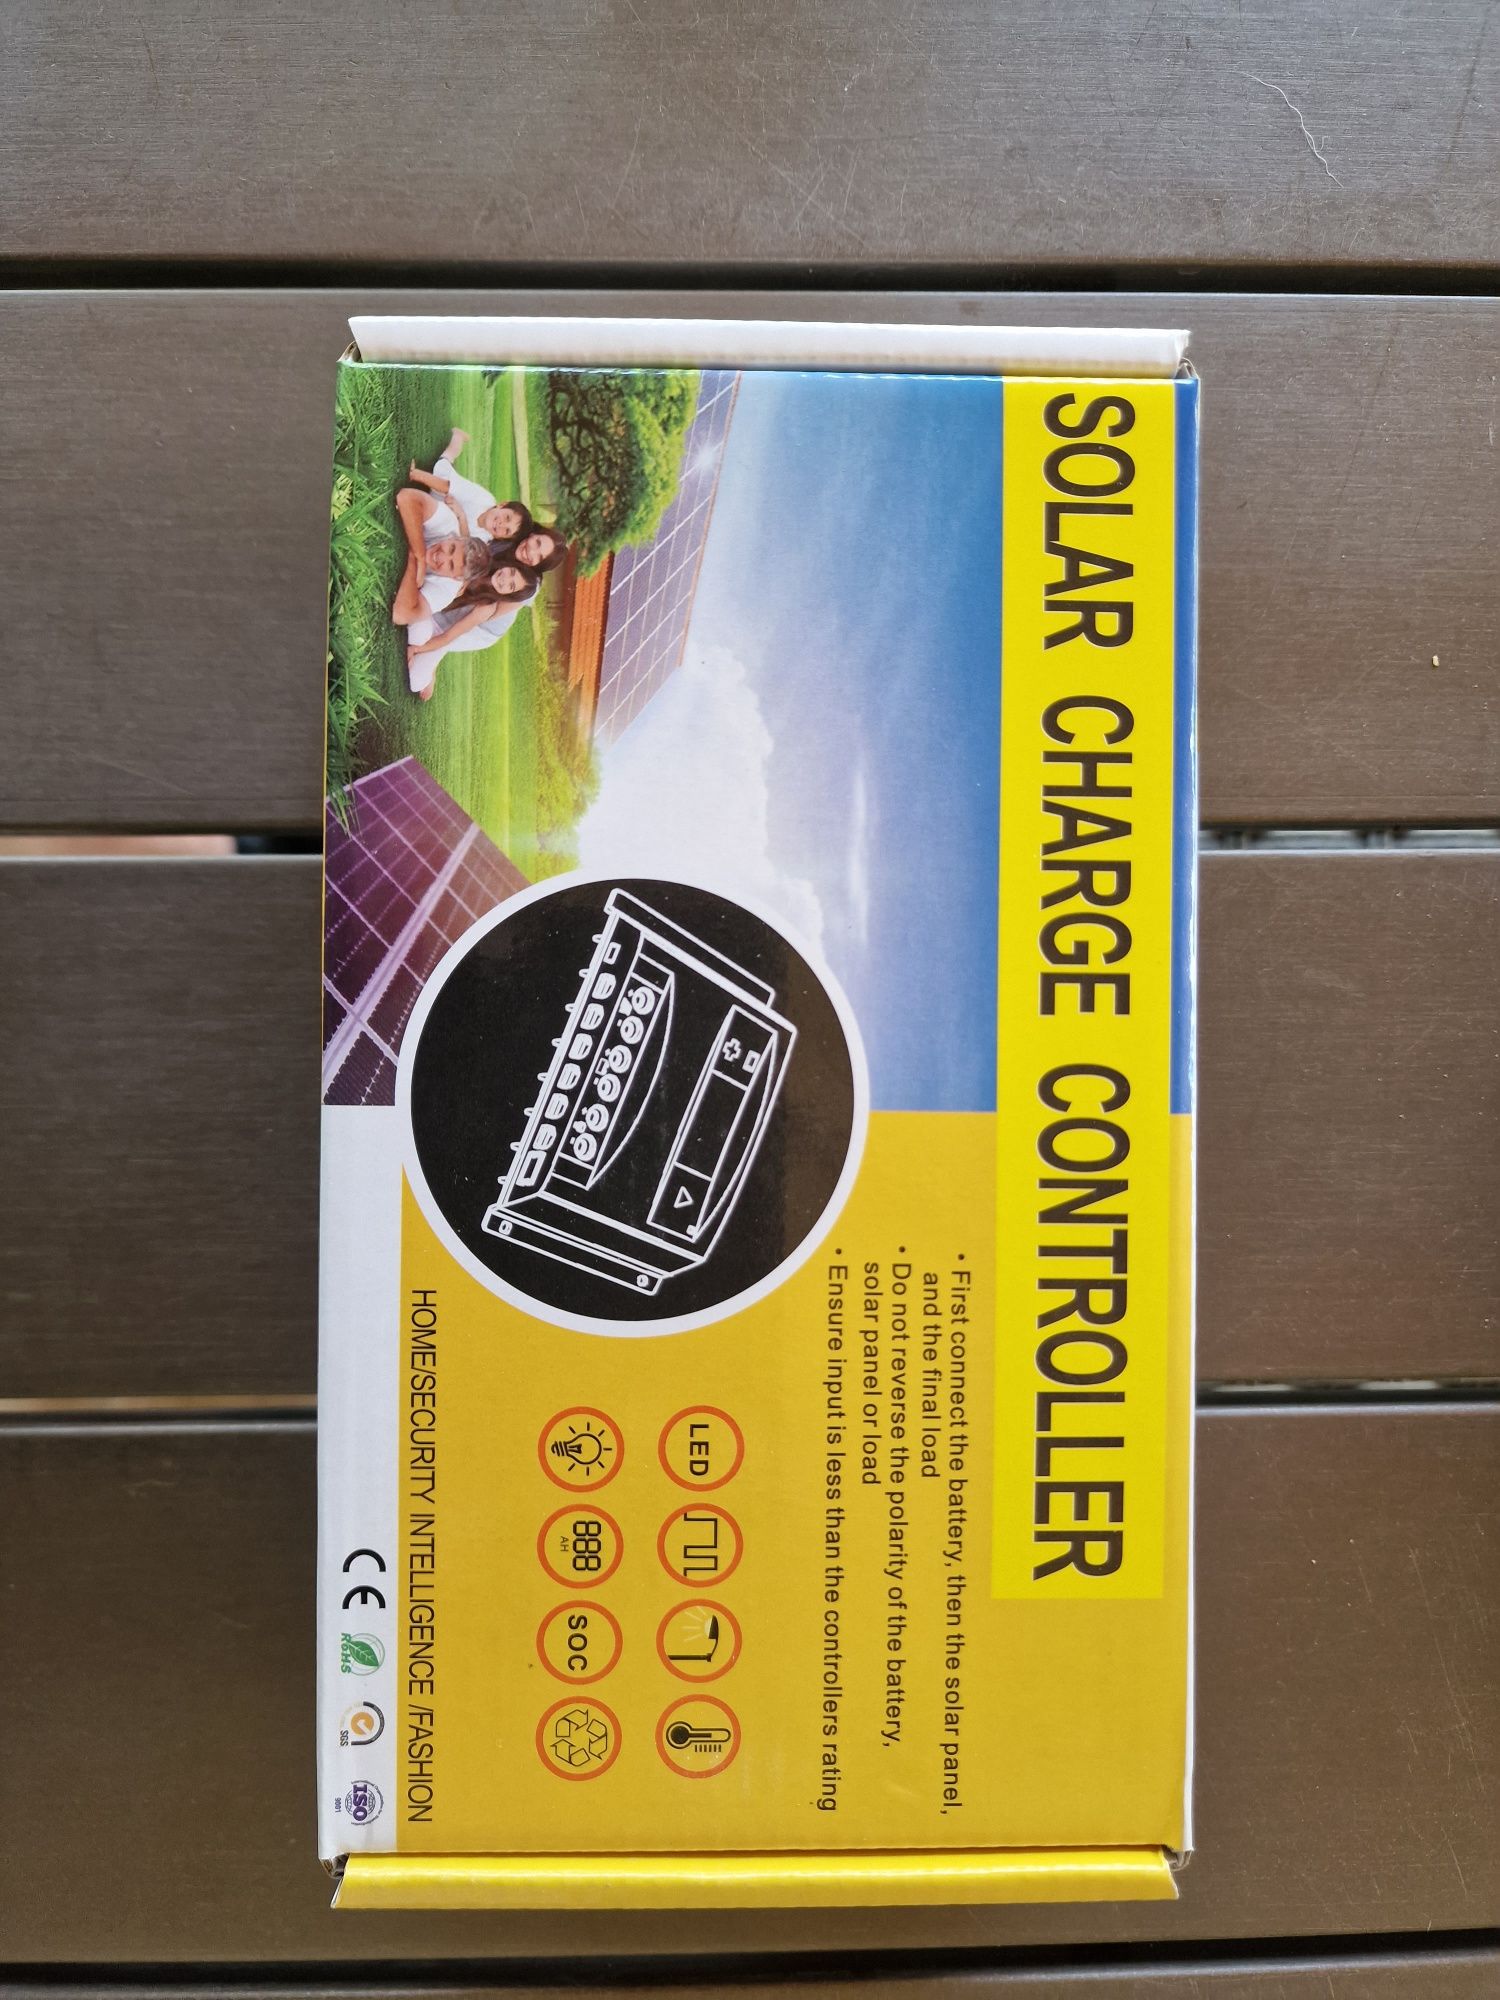 SOLAR CHARGE CONTROLLER
• First connect the battery, then the solar panel,
and the final load
• Do not reverse the polarity of the battery,
solar panel or load
• Ensure input is less than the controllers rating
LED
888
AH
SOC
HOME/SECURITY INTELLIGENCE /FASHION
CE
RoHS
SGS
ISO
9001